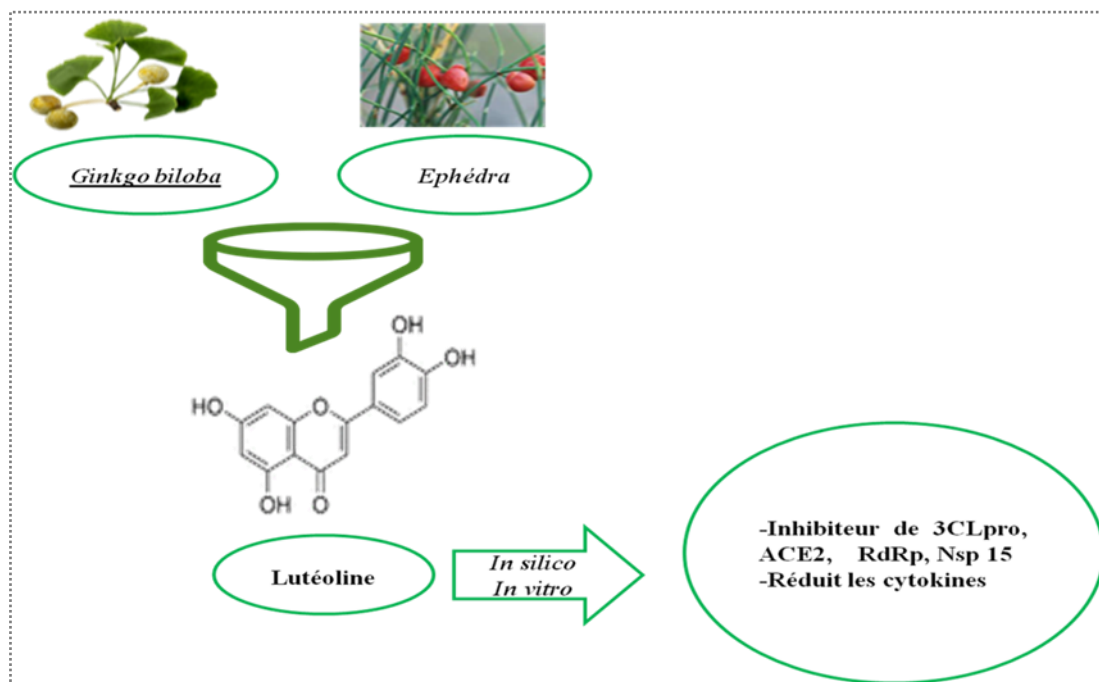 Ginkgo biloba
Ephédra
OH
OH
HO
O
OH
O
Lutéoline
In silico
In vitro
-Inhibiteur de 3CLpro,
ACE2, RdRp, Nsp 15
-Réduit les cytokines